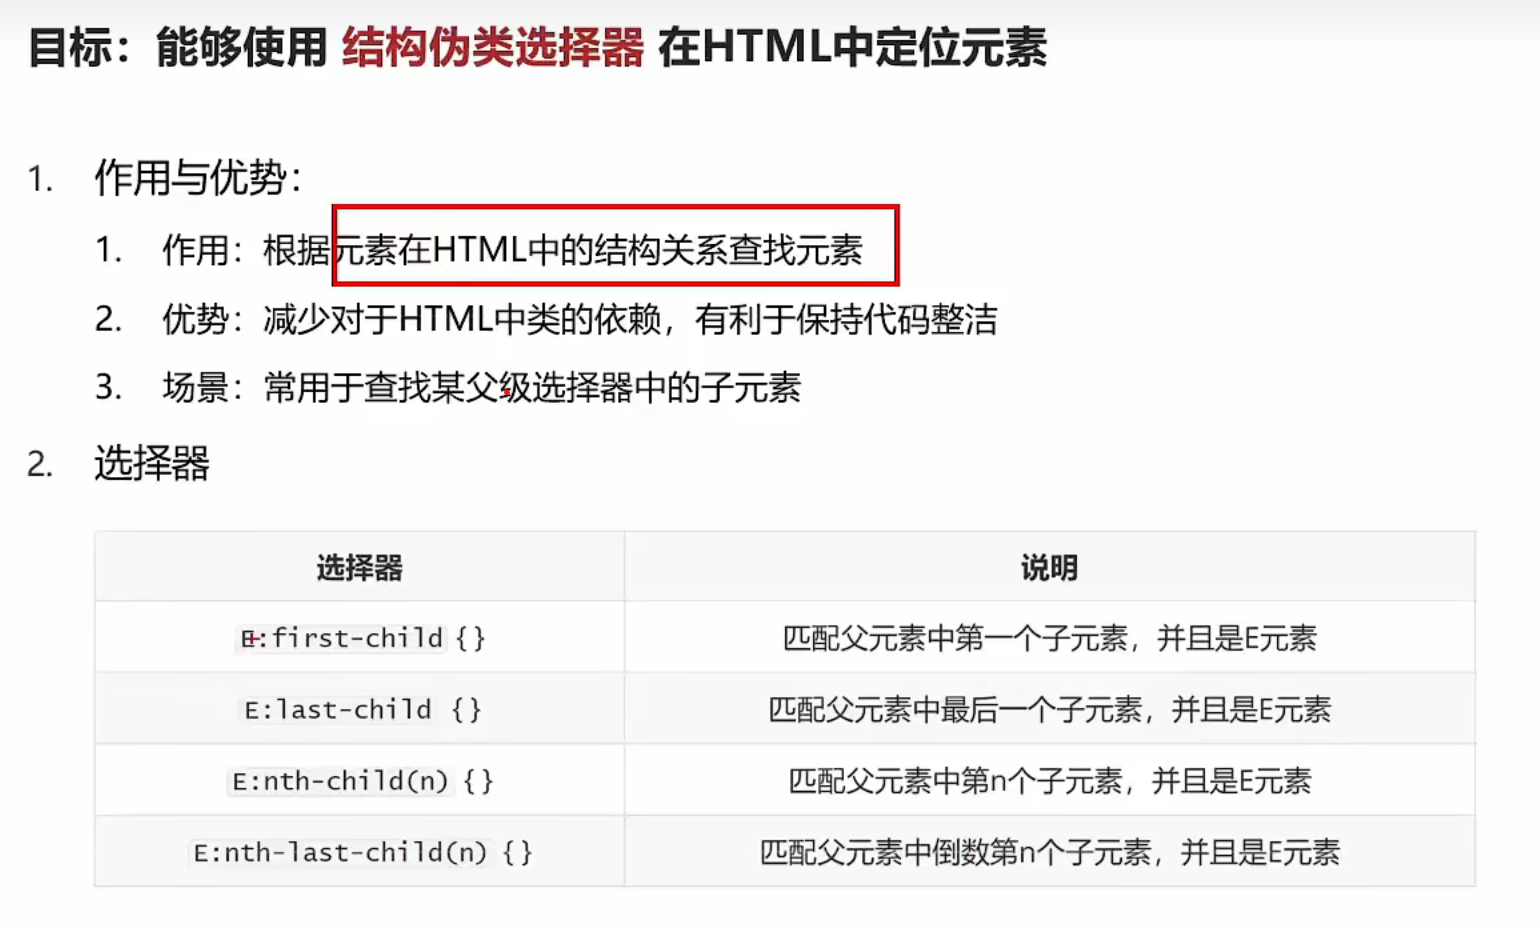 目标：能够使用 结构伪类选择器 在HTML中定位元素
1. 作用与优势：
1. 作用：根据元素在HTML中的结构关系查找元素
2. 优势：减少对于HTML中类的依赖，有利于保持代码整洁
3. 场景：常用于查找某父级选择器中的子元素
2. 选择器
选择器 说明
E:first-child {} 匹配父元素中第一个子元素，并且是E元素
E:last-child {} 匹配父元素中最后一个子元素，并且是E元素
E:nth-child(n) {} 匹配父元素中第n个子元素，并且是E元素
E:nth-last-child(n) {} 匹配父元素中倒数第n个子元素，并且是E元素